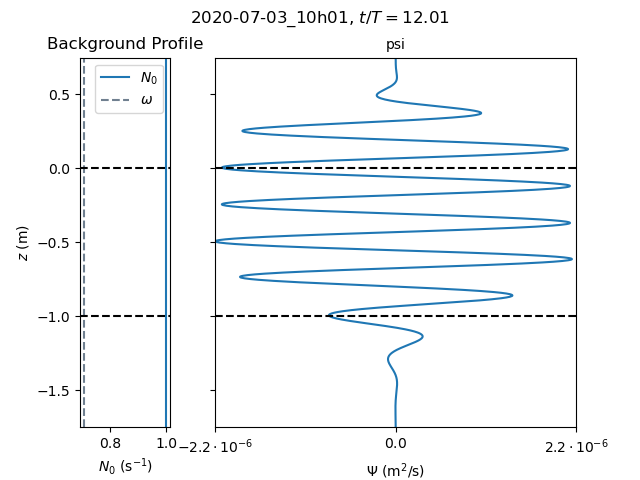 2020-07-03_10h01, t/T = 12.01
Background Profile
psi
N₀
ω
0.5
0.0
−0.5
−1.0
−1.5
z (m)
0.8 1.0
−2.2 · 10⁻⁶ 0.0 2.2 · 10⁻⁶
N₀ (s⁻¹)
Ψ (m²/s)